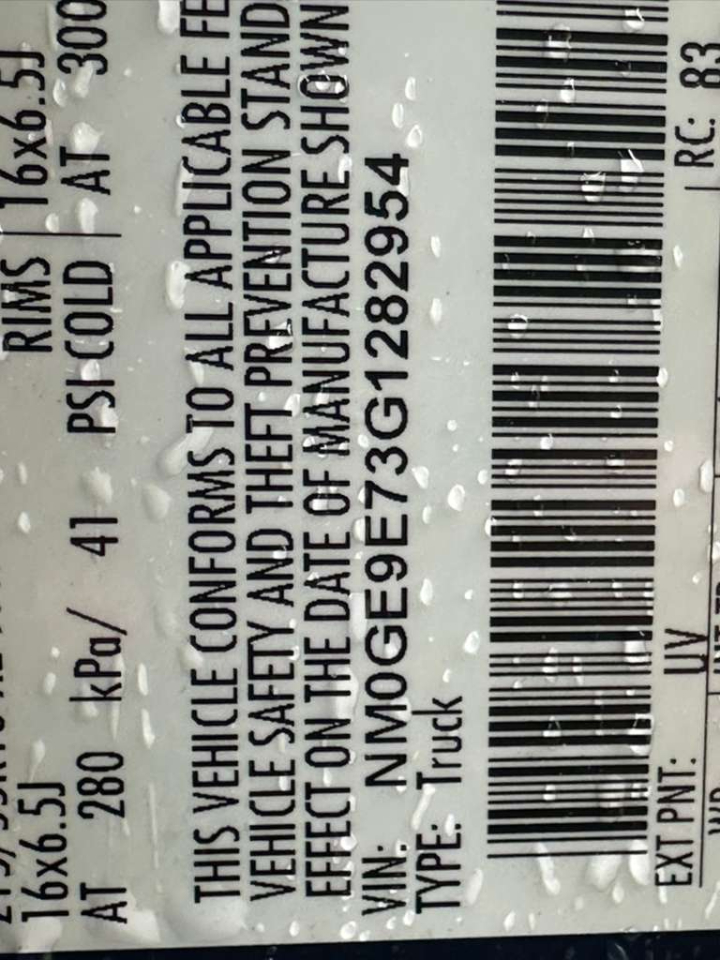 16x6.5J RIMS 16x6.5J
AT 280 kPa/ 41 PSI COLD AT 300
THIS VEHICLE CONFORMS TO ALL APPLICABLE FE
VEHICLE SAFETY AND THEFT PREVENTION STAND
EFFECT ON THE DATE OF MANUFACTURE SHOWN
VIN: NM0GE9E73G1282954
TYPE: Truck
EXT PNT: UV RC: 83